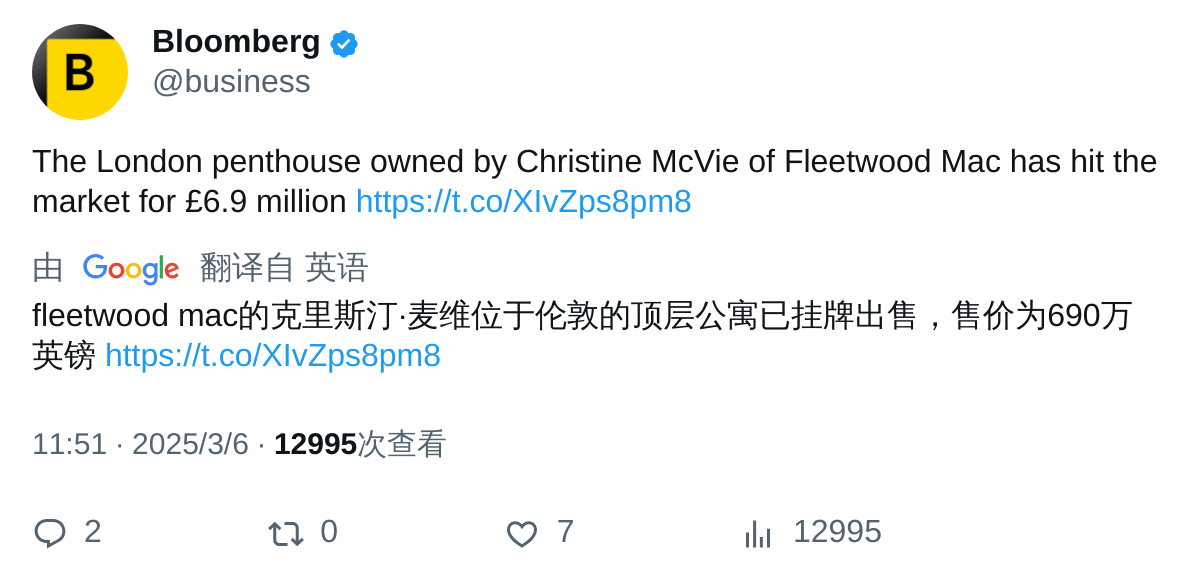 B
Bloomberg
@business
The London penthouse owned by Christine McVie of Fleetwood Mac has hit the
market for £6.9 million https://t.co/XIvZps8pm8
由 Google 翻译自 英语
fleetwood mac的克里斯汀·麦维位于伦敦的顶层公寓已挂牌出售，售价为690万
英镑 https://t.co/XIvZps8pm8
11:51 · 2025/3/6 · 12995次查看
2 0 7 12995